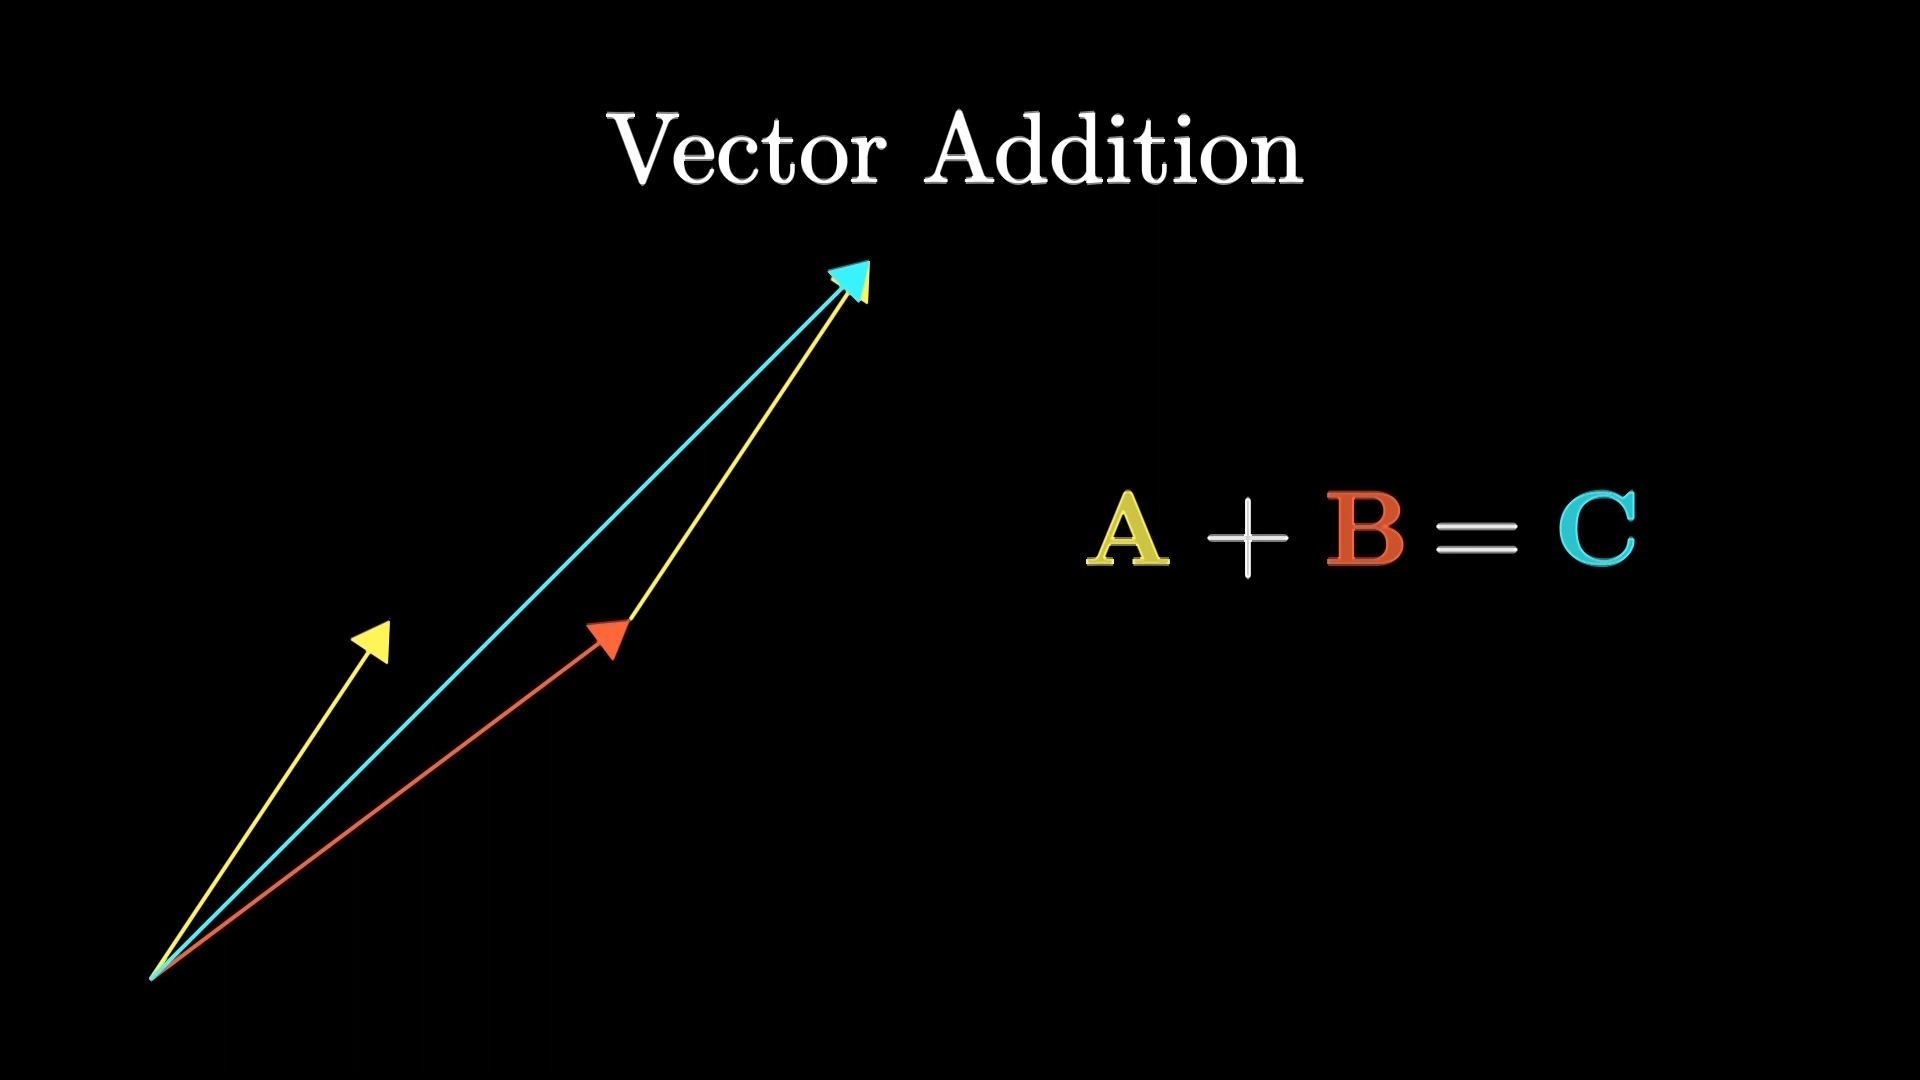 Vector Addition
A + B = C